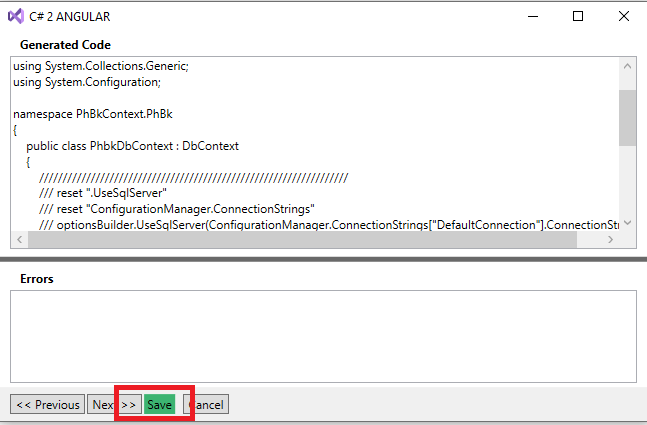 C# 2 ANGULAR
Generated Code
using System.Collections.Generic;
using System.Configuration;
namespace PhBkContext.PhBk
{
public class PhbkDbContext : DbContext
{
//////////////////////////////////////////////////////////////////
/// reset ".UseSqlServer"
/// reset "ConfigurationManager.ConnectionStrings"
/// optionsBuilder.UseSqlServer(ConfigurationManager.ConnectionStrings["DefaultConnection"].ConnectionStr
Errors
<< Previous Next >> Save Cancel